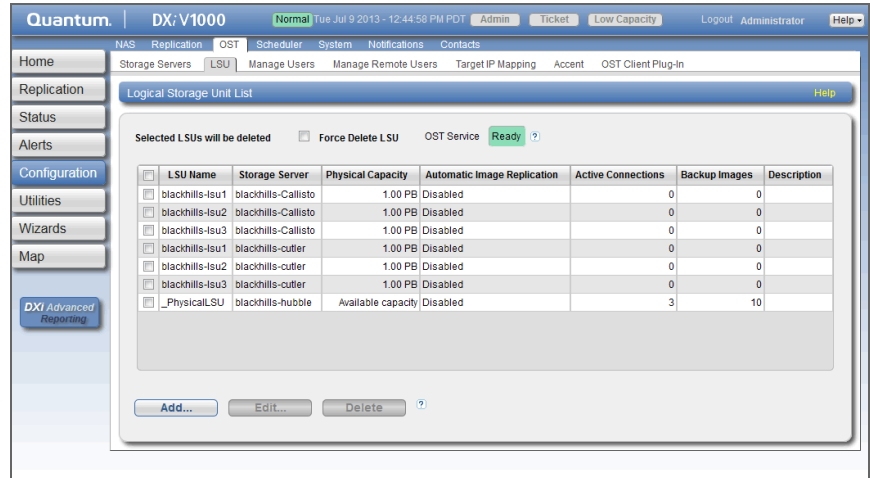 Quantum. DXi V1000 Normal Tue Jul 9 2013 - 12:44:58 PM PDT Admin Ticket Low Capacity Logout Administrator Help
NAS Replication OST Scheduler System Notifications Contacts
Storage Servers LSU Manage Users Manage Remote Users Target IP Mapping Accent OST Client Plug-In
Home
Replication
Status
Alerts
Configuration
Utilities
Wizards
Map
DXi Advanced
Reporting
Logical Storage Unit List Help
Selected LSUs will be deleted Force Delete LSU OST Service Ready ?
LSU Name Storage Server Physical Capacity Automatic Image Replication Active Connections Backup Images Description
blackhills-lsu1 blackhills-Callisto 1.00 PB Disabled 0 0
blackhills-lsu2 blackhills-Callisto 1.00 PB Disabled 0 0
blackhills-lsu3 blackhills-Callisto 1.00 PB Disabled 0 0
blackhills-lsu1 blackhills-cutler 1.00 PB Disabled 0 0
blackhills-lsu2 blackhills-cutler 1.00 PB Disabled 0 0
blackhills-lsu3 blackhills-cutler 1.00 PB Disabled 0 0
_PhysicalLSU blackhills-hubble Available capacity Disabled 3 10
Add... Edit... Delete ?